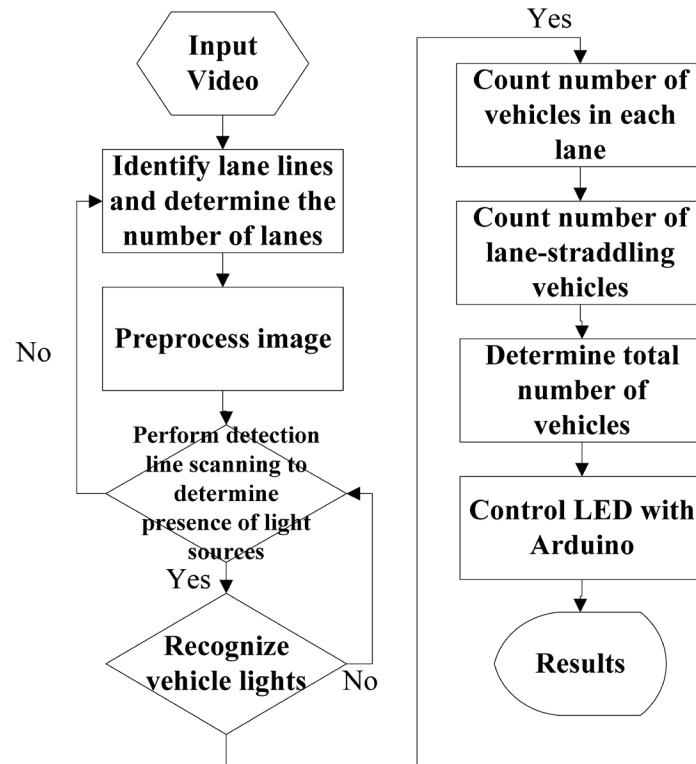 Input
Video
Identify lane lines
and determine the
number of lanes
Preprocess image
No
Perform detection
line scanning to
determine
presence of light
sources
Yes
Recognize
vehicle lights
No
Yes
Count number of
vehicles in each
lane
Count number of
lane-straddling
vehicles
Determine total
number of
vehicles
Control LED with
Arduino
Results